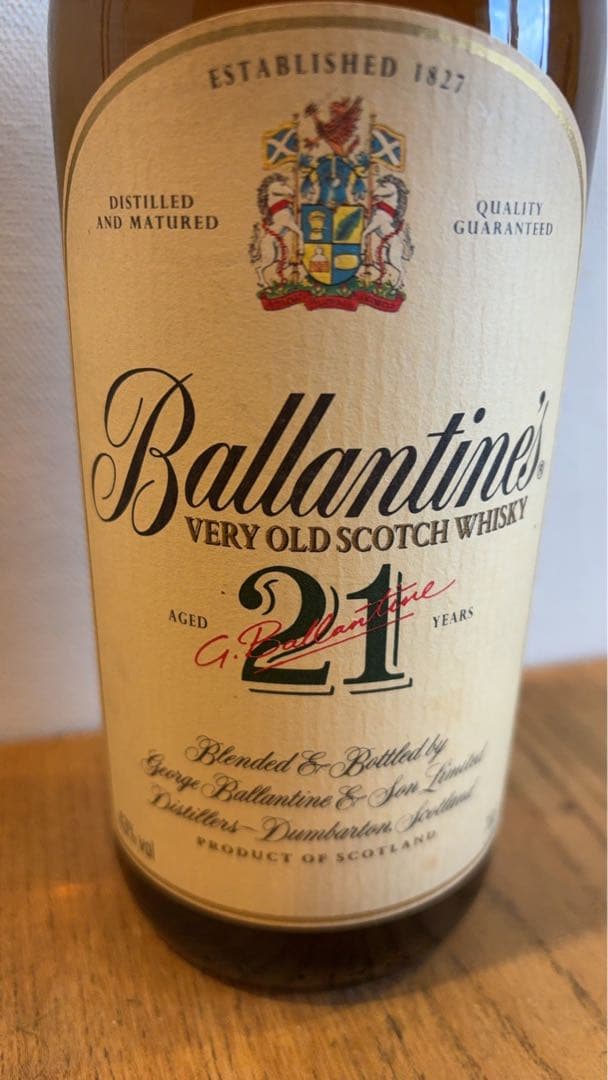 ESTABLISHED 1827
DISTILLED
AND MATURED
QUALITY
GUARANTEED
Ballantine's®
VERY OLD SCOTCH WHISKY
AGED 21 YEARS
G. Ballantine
Blended & Bottled by
George Ballantine & Son Limited
Distillers-Dumbarton, Scotland
PRODUCT OF SCOTLAND